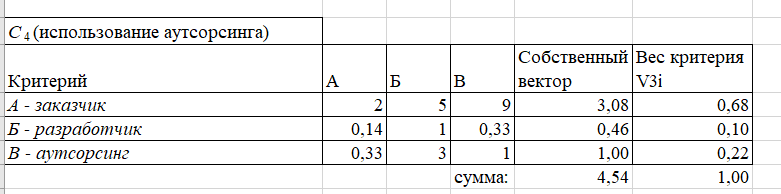 C4 (использование аутсорсинга)
Критерий А Б В Собственный вектор Вес критерия V3i
А - заказчик 2 5 9 3,08 0,68
Б - разработчик 0,14 1 0,33 0,46 0,10
В - аутсорсинг 0,33 3 1 1,00 0,22
сумма: 4,54 1,00